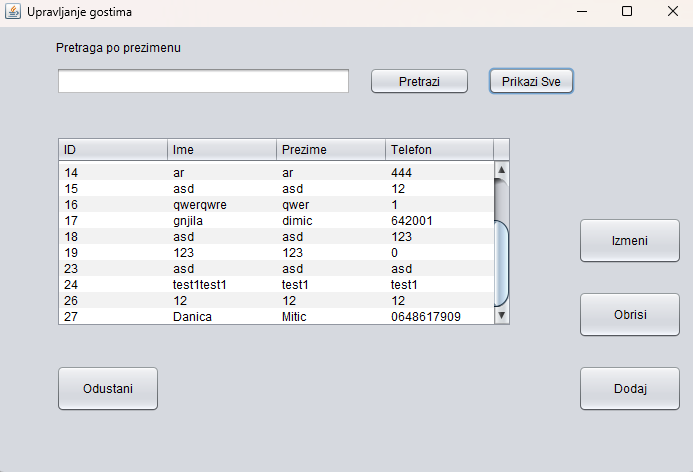 Upravljanje gostima
Pretraga po prezimenu
Pretrazi
Prikazi Sve
ID Ime Prezime Telefon
14 ar ar 444
15 asd asd 12
16 qwerqwre qwer 1
17 gnjila dimic 642001
18 asd asd 123
19 123 123 0
23 asd asd asd
24 test1test1 test1 test1
26 12 12 12
27 Danica Mitic 0648617909
Izmeni
Obrisi
Odustani
Dodaj